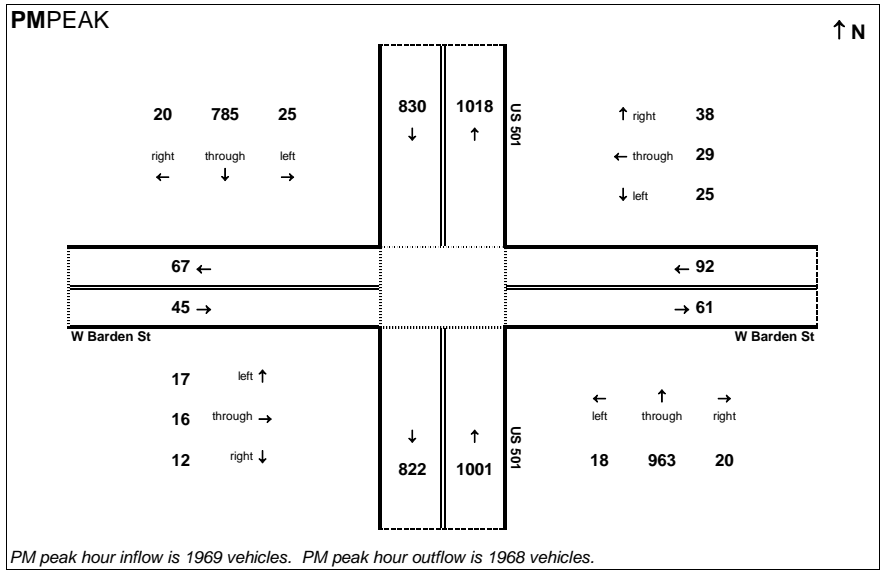 PMPEAK
↑ N
20 785 25
right through left
← ↓ →
830 1018
↓ ↑
US 501
↑ right 38
← through 29
↓ left 25
67 ←
← 92
45 →
→ 61
W Barden St
W Barden St
17 left ↑
16 through →
12 right ↓
↓ ↑
822 1001
US 501
← ↑ →
left through right
18 963 20
PM peak hour inflow is 1969 vehicles. PM peak hour outflow is 1968 vehicles.